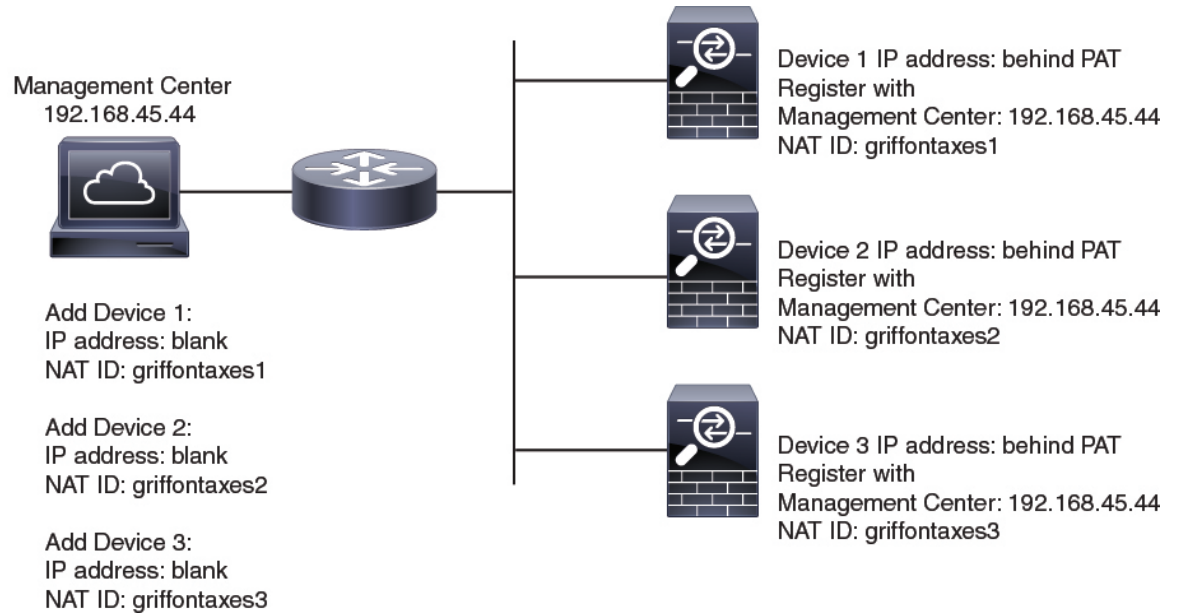 Management Center
192.168.45.44
Add Device 1:
IP address: blank
NAT ID: griffontaxes1
Add Device 2:
IP address: blank
NAT ID: griffontaxes2
Add Device 3:
IP address: blank
NAT ID: griffontaxes3
Device 1 IP address: behind PAT
Register with
Management Center: 192.168.45.44
NAT ID: griffontaxes1
Device 2 IP address: behind PAT
Register with
Management Center: 192.168.45.44
NAT ID: griffontaxes2
Device 3 IP address: behind PAT
Register with
Management Center: 192.168.45.44
NAT ID: griffontaxes3